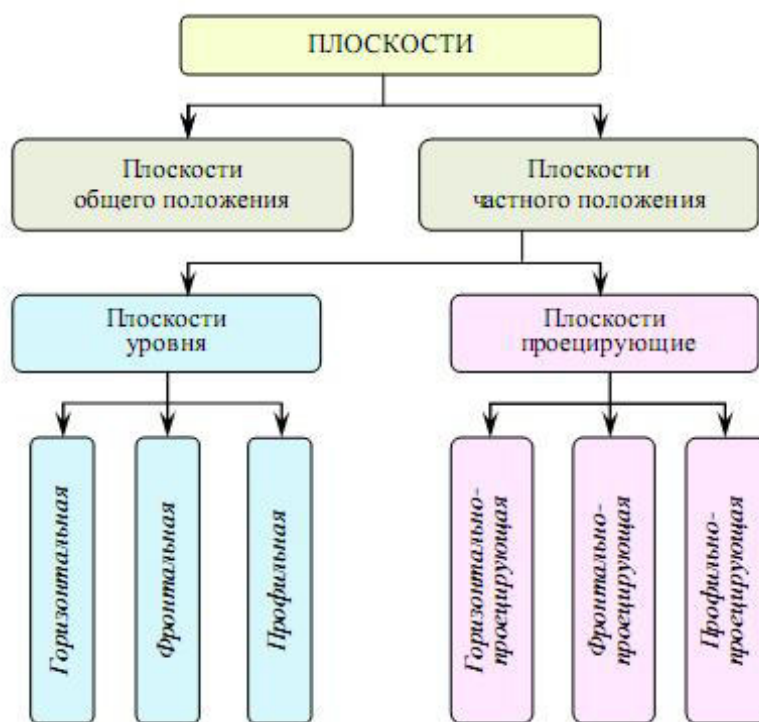 ПЛОСКОСТИ
Плоскости
общего положения
Плоскости
частного положения
Плоскости
уровня
Плоскости
проецирующие
Горизонтальная
Фронтальная
Профильная
Горизонтально-
проецирующая
Фронтально-
проецирующая
Профильно-
проецирующая